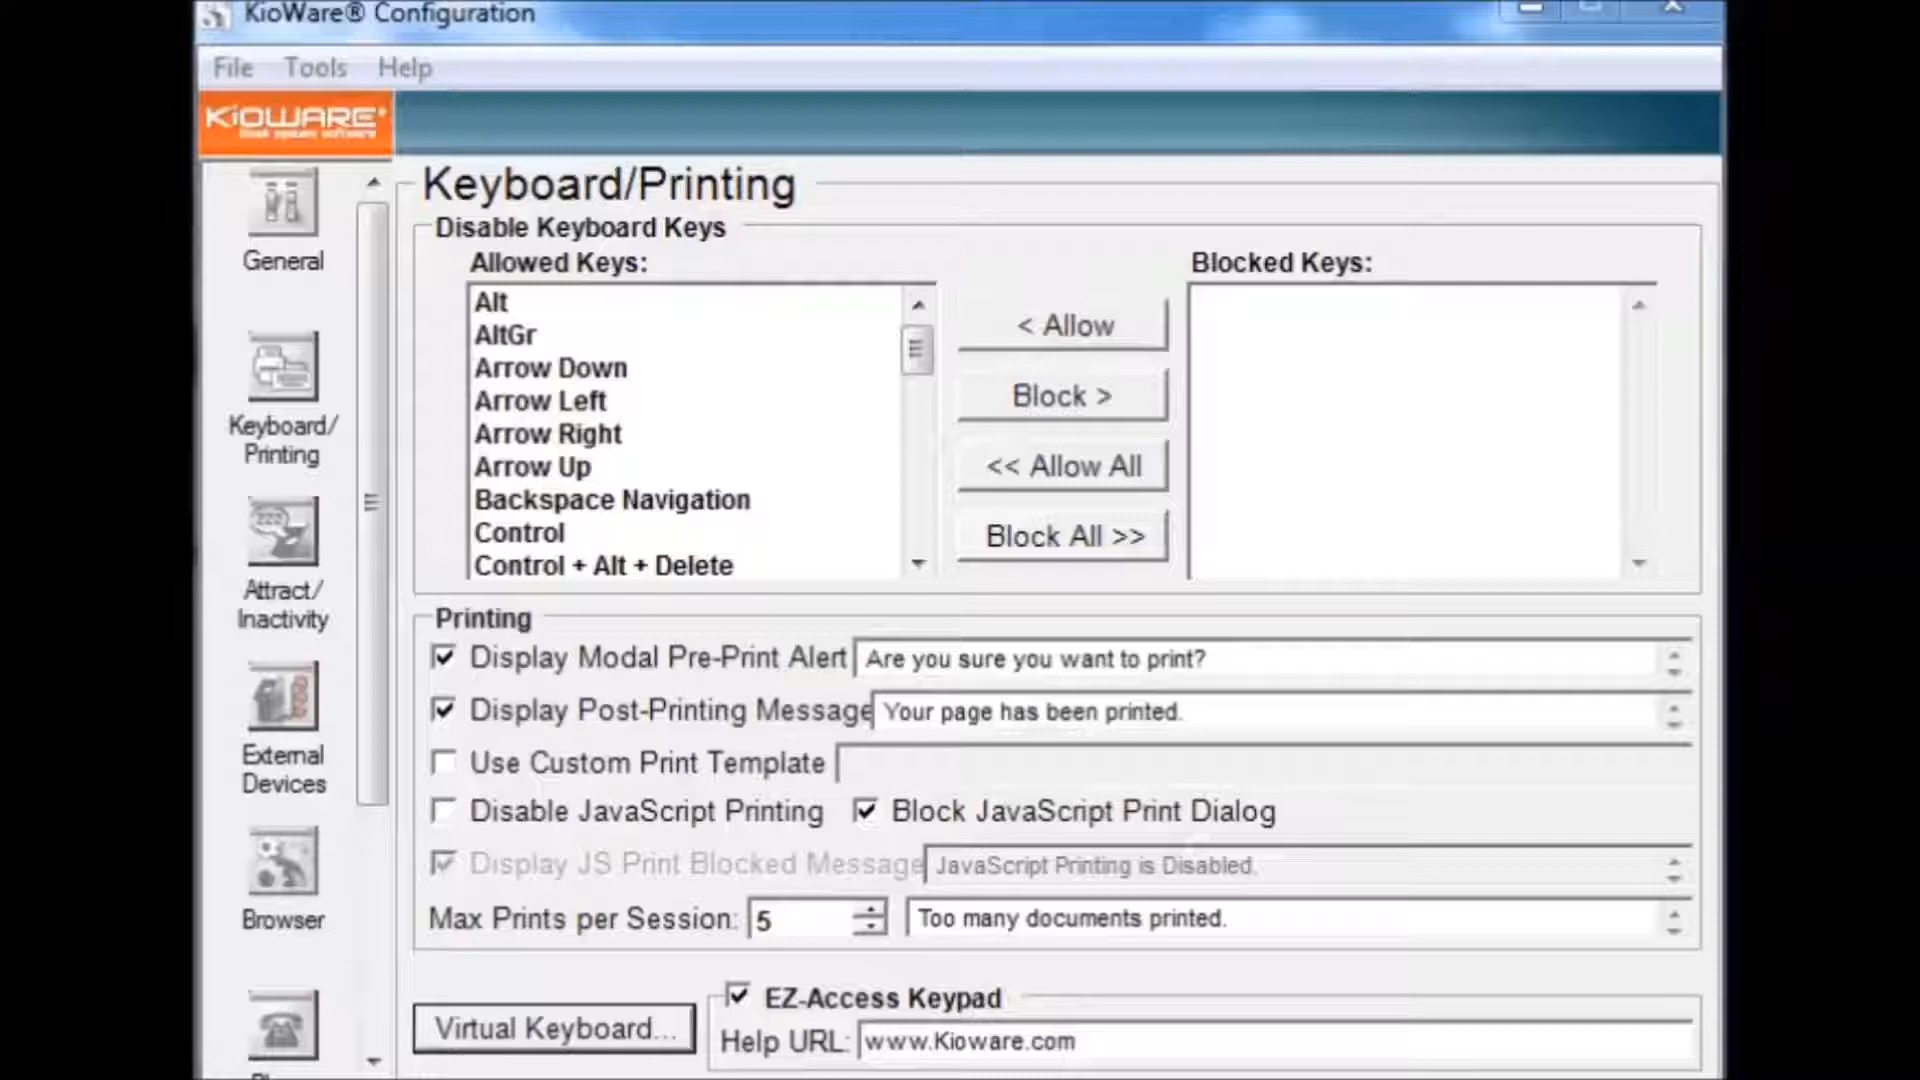 KioWare® Configuration
File Tools Help
KioWARE®
kiosk system software
General
Keyboard/
Printing
Attract/
Inactivity
External
Devices
Browser
Keyboard/Printing
Disable Keyboard Keys
Allowed Keys:
Alt
AltGr
Arrow Down
Arrow Left
Arrow Right
Arrow Up
Backspace Navigation
Control
Control + Alt + Delete
< Allow
Block >
<< Allow All
Block All >>
Blocked Keys:
Printing
Display Modal Pre-Print Alert Are you sure you want to print?
Display Post-Printing Message Your page has been printed.
Use Custom Print Template
Disable JavaScript Printing Block JavaScript Print Dialog
Display JS Print Blocked Message JavaScript Printing is Disabled.
Max Prints per Session: 5 Too many documents printed.
Virtual Keyboard...
EZ-Access Keypad
Help URL: www.Kioware.com